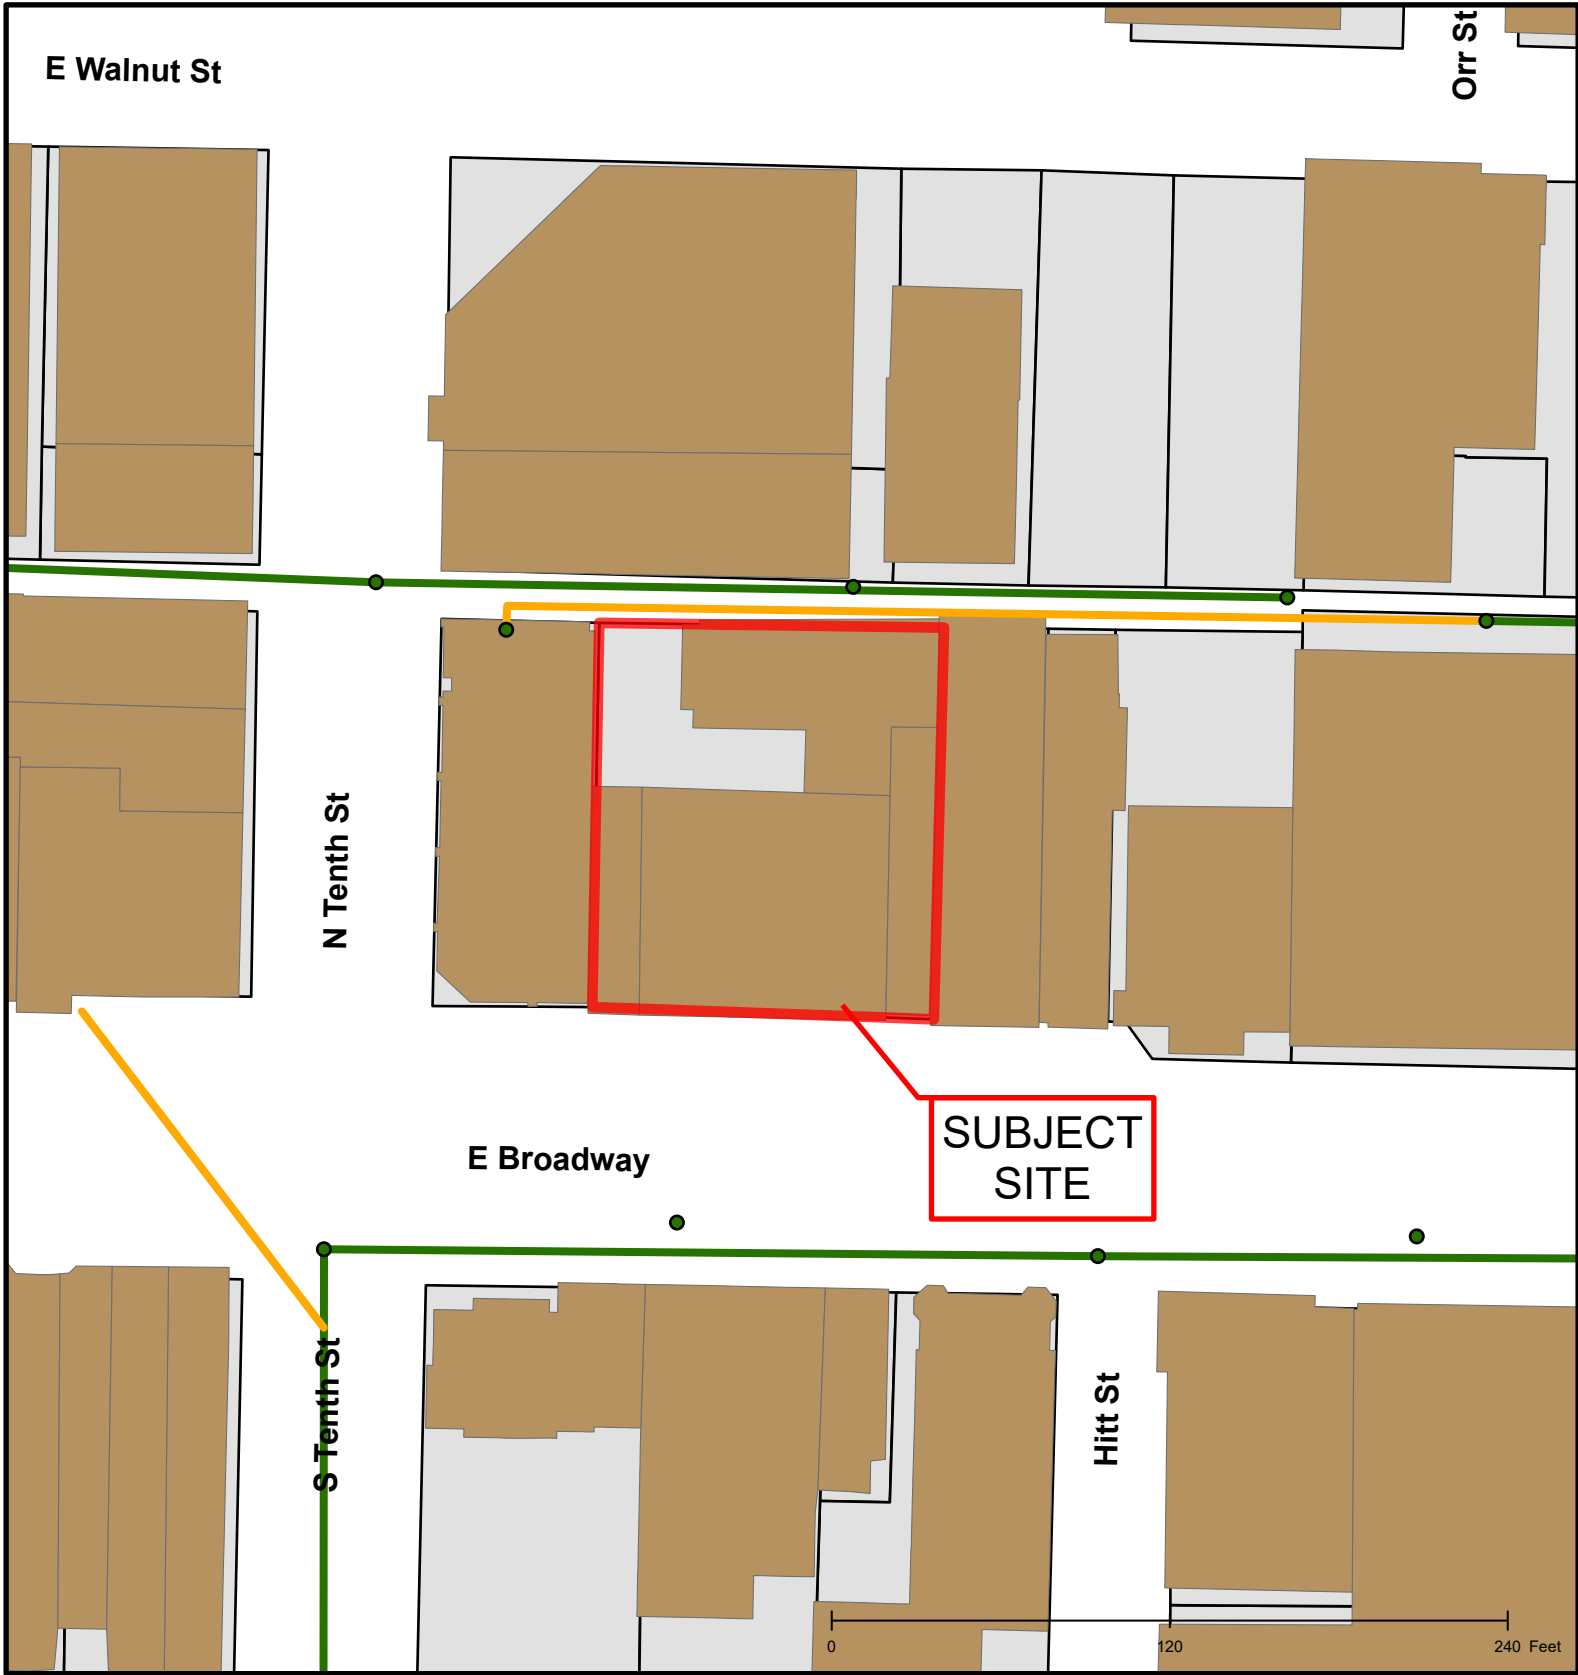 E Walnut St
Orr St
N Tenth St
E Broadway
SUBJECT
SITE
S Tenth St
Hitt St
0 120 240 Feet